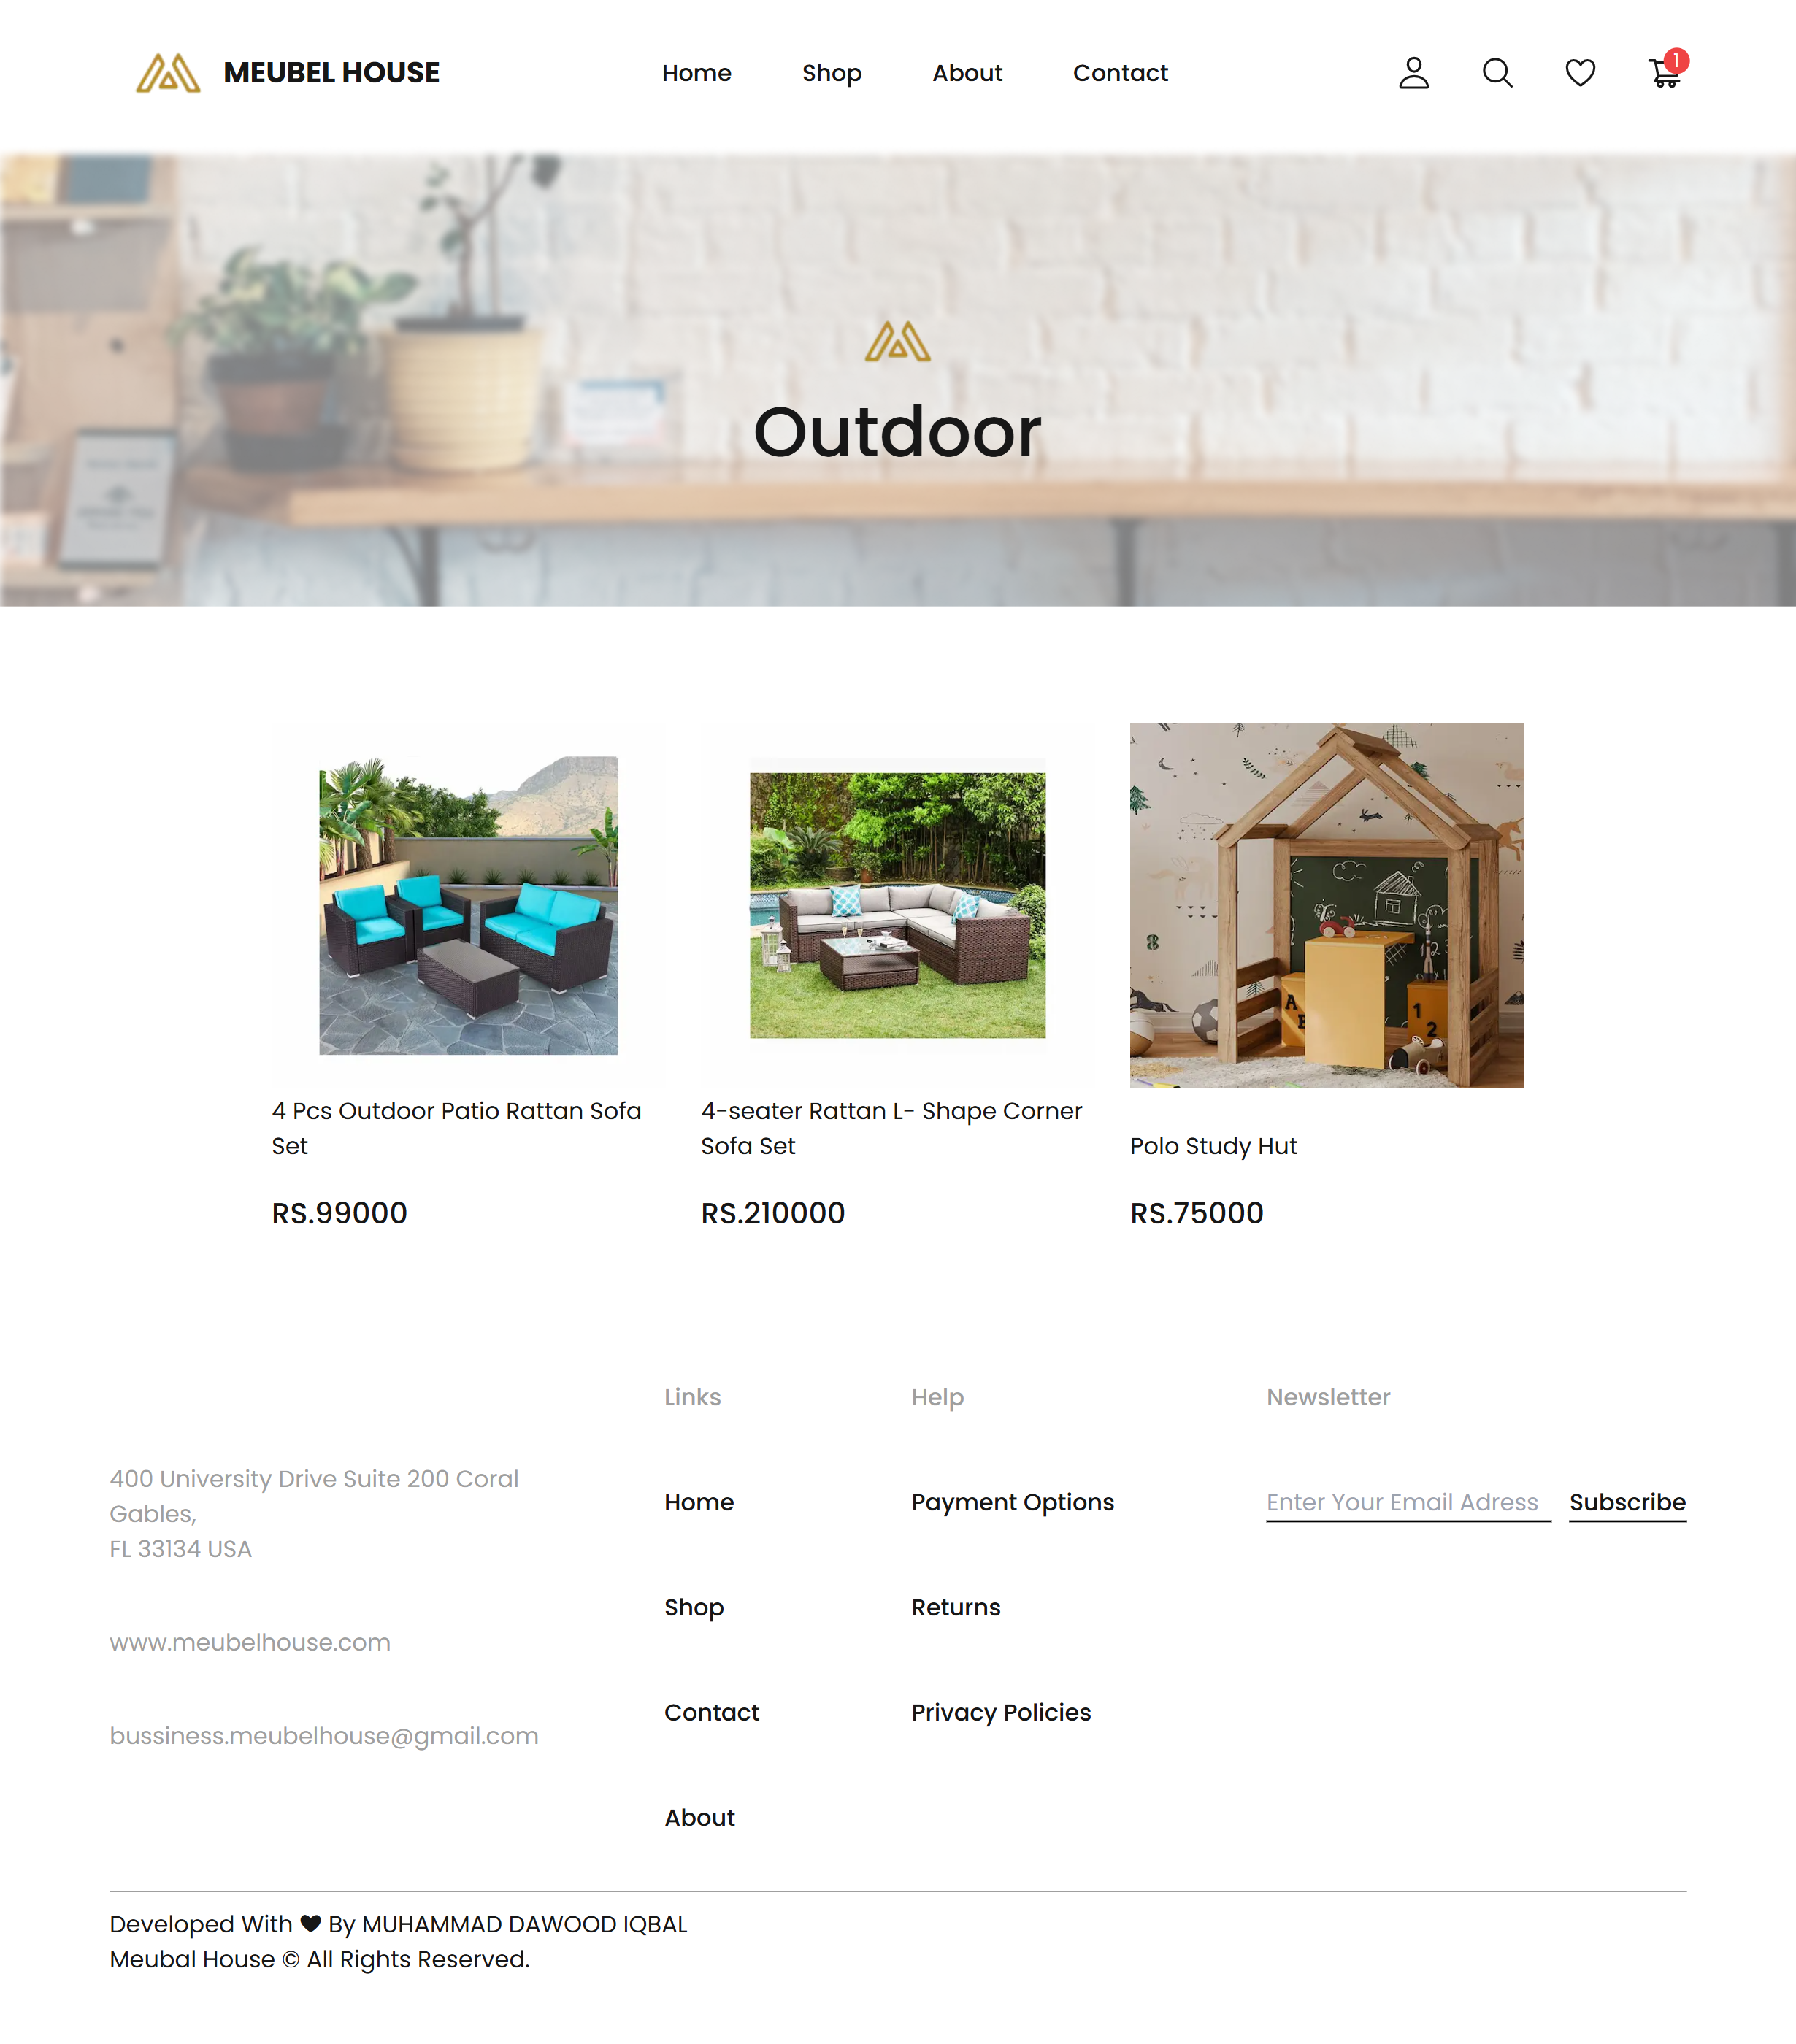 MEUBEL HOUSE
Home
Shop
About
Contact
1
Outdoor
A
1
2
4 Pcs Outdoor Patio Rattan Sofa
Set
RS.99000
4-seater Rattan L- Shape Corner
Sofa Set
RS.210000
Polo Study Hut
RS.75000
400 University Drive Suite 200 Coral
Gables,
FL 33134 USA
www.meubelhouse.com
bussiness.meubelhouse@gmail.com
Links
Home
Shop
Contact
About
Help
Payment Options
Returns
Privacy Policies
Newsletter
Enter Your Email Adress
Subscribe
Developed With ♥ By MUHAMMAD DAWOOD IQBAL
Meubal House © All Rights Reserved.